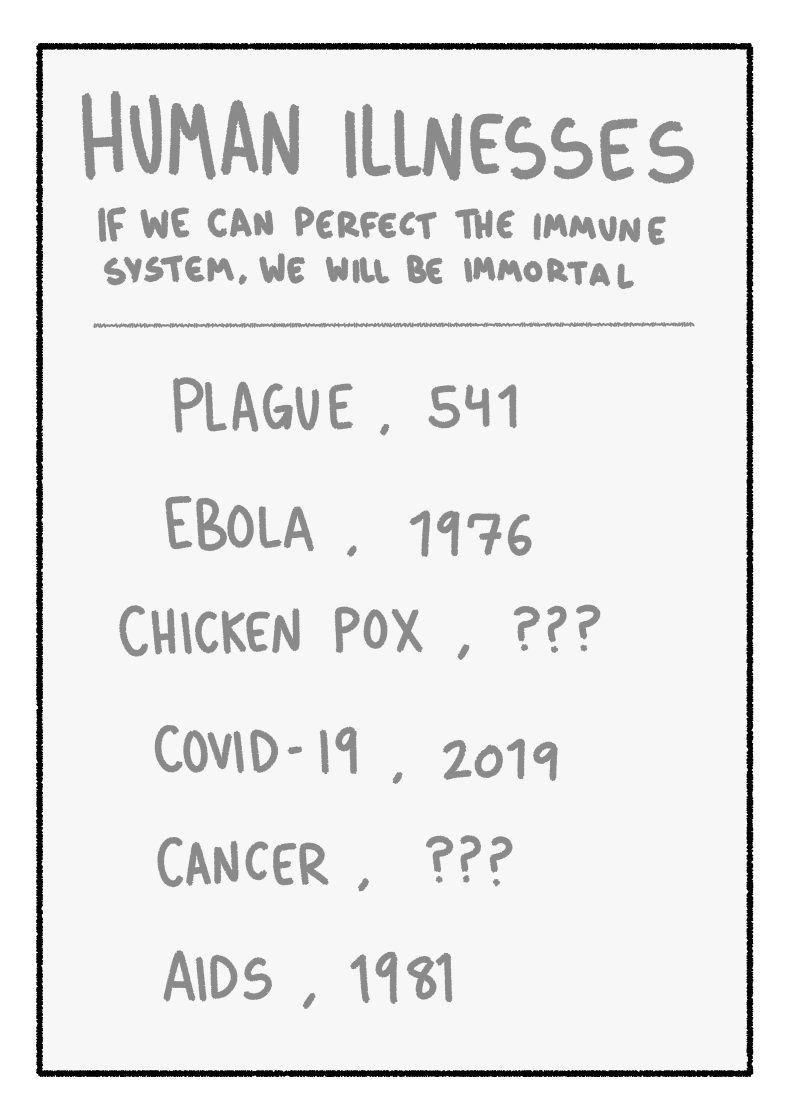 HUMAN ILLNESSES
IF WE CAN PERFECT THE IMMUNE
SYSTEM, WE WILL BE IMMORTAL
PLAGUE, 541
EBOLA, 1976
CHICKEN POX, ???
COVID-19, 2019
CANCER, ???
AIDS, 1981